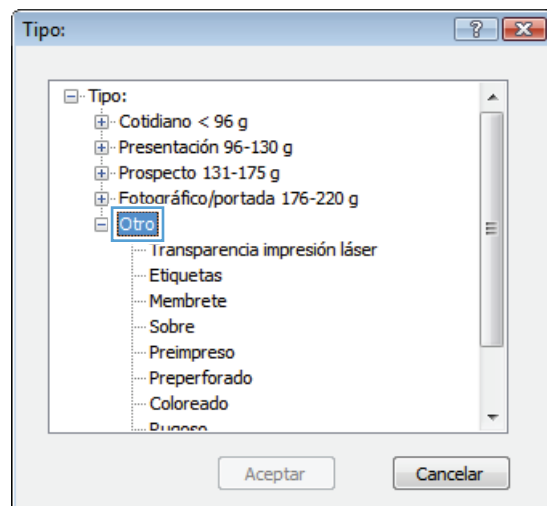 Tipo:
Tipo:
Cotidiano < 96 g
Presentación 96-130 g
Prospecto 131-175 g
Fotográfico/portada 176-220 g
Otro
Transparencia impresión láser
Etiquetas
Membrete
Sobre
Preimpreso
Preperforado
Coloreado
Rugoso
Aceptar Cancelar